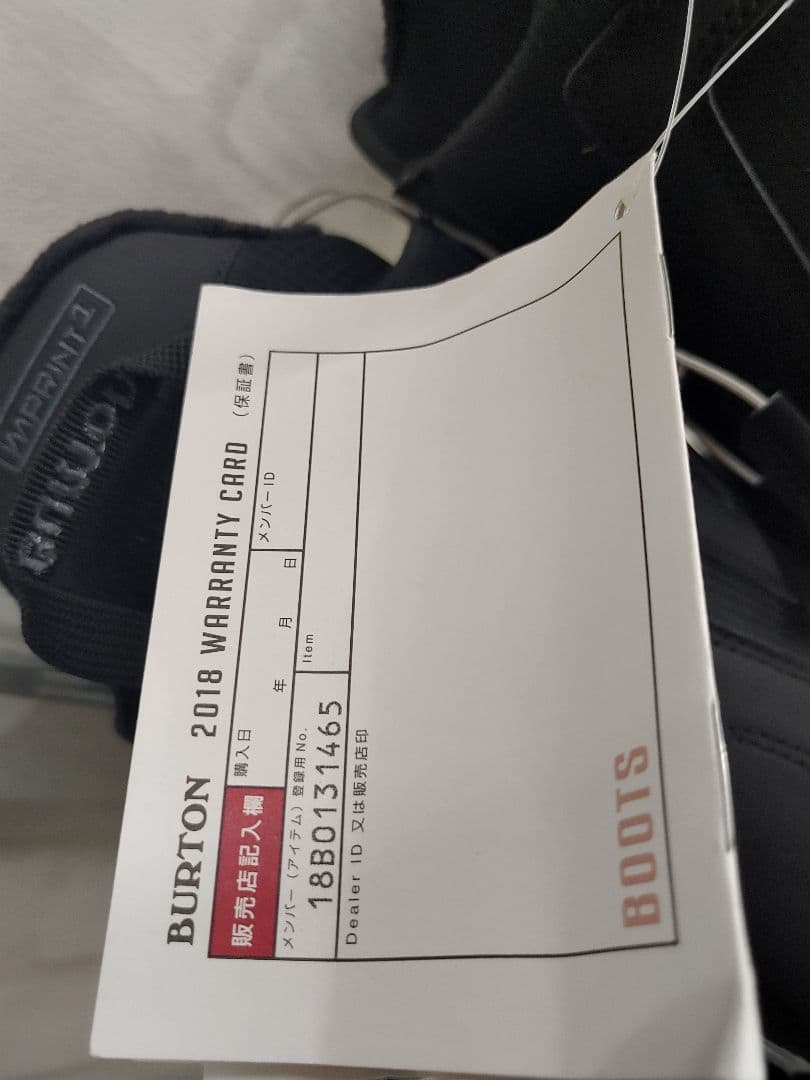 BURTON 2018 WARRANTY CARD (保証書)
販売店記入欄 購入日 年 月 日 メンバーID
メンバー(アイテム)登録用No. Item
18B0131465
Dealer ID 又は販売店印
BOOTS
IMPRINT 1
BURTON